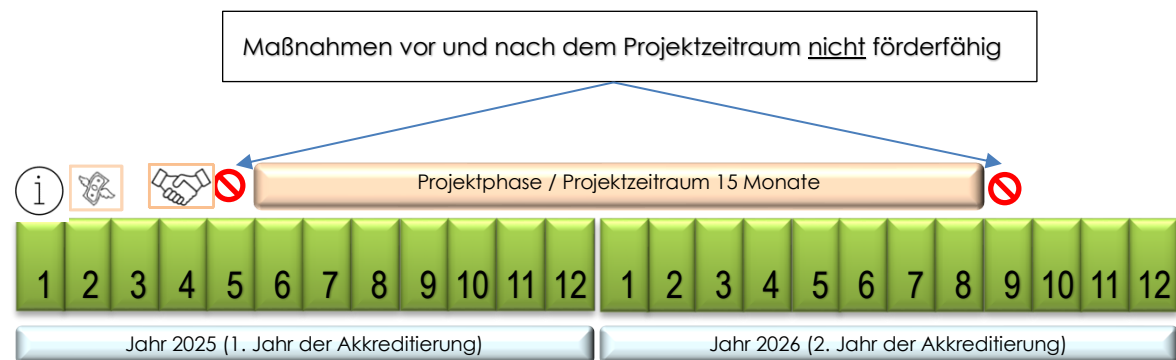 Maßnahmen vor und nach dem Projektzeitraum nicht förderfähig
i
Projektphase / Projektzeitraum 15 Monate
1 2 3 4 5 6 7 8 9 10 11 12 1 2 3 4 5 6 7 8 9 10 11 12
Jahr 2025 (1. Jahr der Akkreditierung) Jahr 2026 (2. Jahr der Akkreditierung)